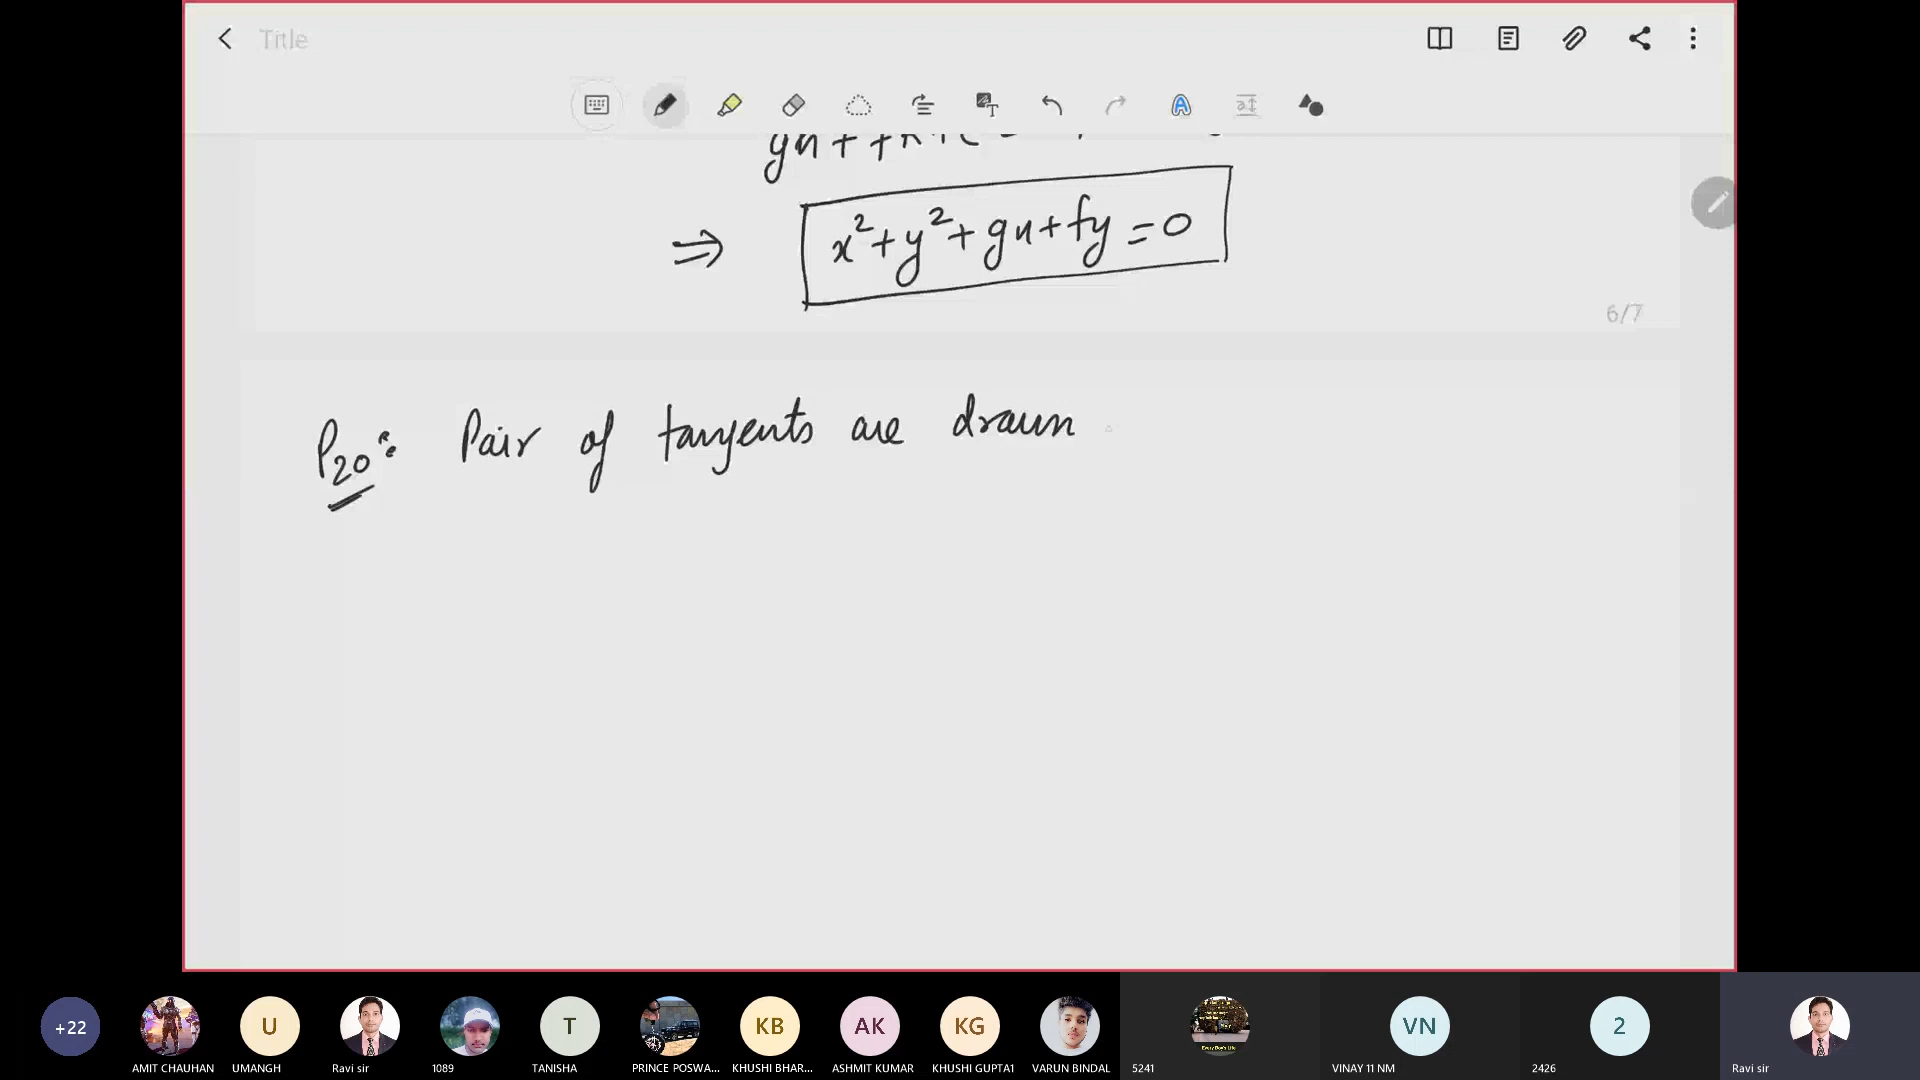 Title
⇒ x²+y²+gx+fy=0
6/7
P₂₀: Pair of tangents are drawn
+22
U
T
KB
AK
KG
VN
2
AMIT CHAUHAN
UMANGH
Ravi sir
1089
TANISHA
PRINCE POSWA...
KHUSHI BHAR...
ASHMIT KUMAR
KHUSHI GUPTA1
VARUN BINDAL
5241
VINAY 11 NM
2426
Ravi sir